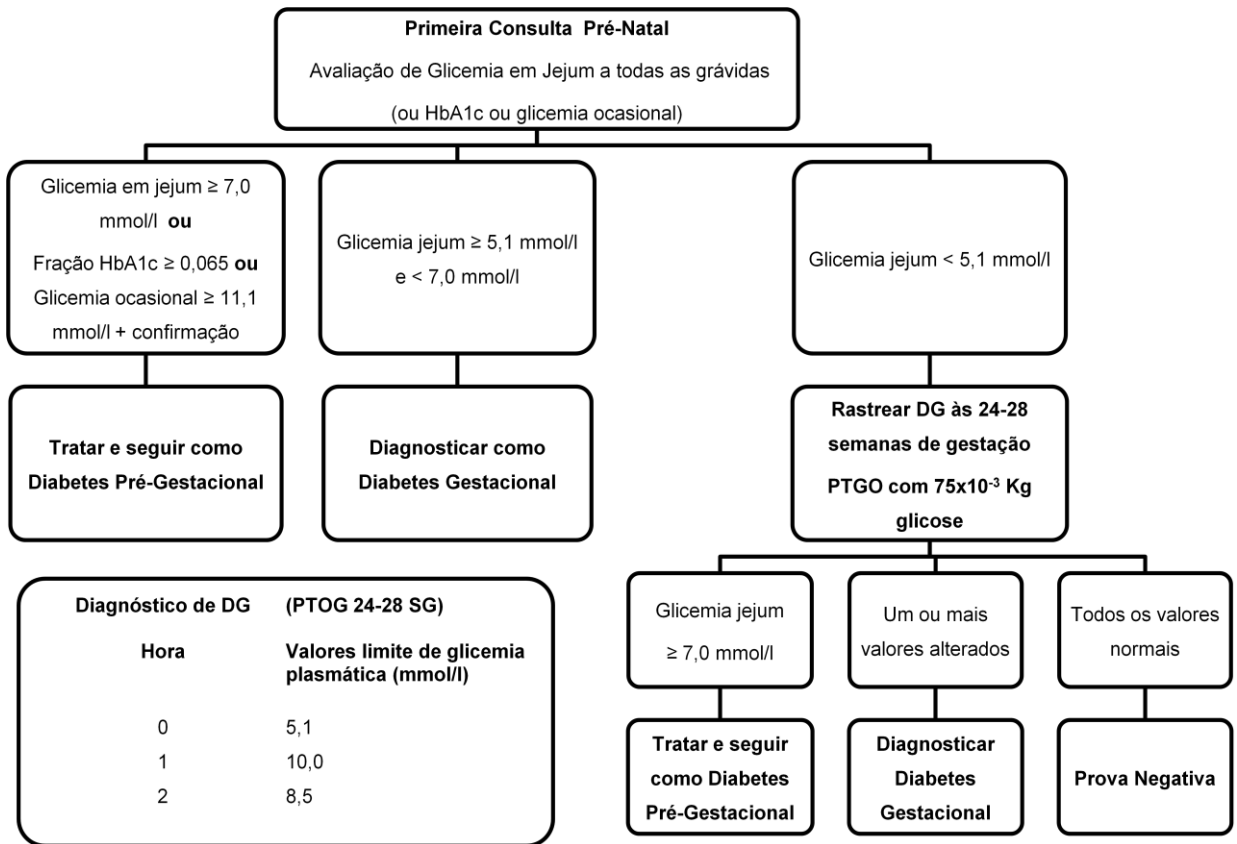 Primeira Consulta Pré-Natal
Avaliação de Glicemia em Jejum a todas as grávidas
(ou HbA1c ou glicemia ocasional)
Glicemia em jejum ≥ 7,0
mmol/l ou
Fração HbA1c ≥ 0,065 ou
Glicemia ocasional ≥ 11,1
mmol/l + confirmação
Glicemia jejum ≥ 5,1 mmol/l
e < 7,0 mmol/l
Glicemia jejum < 5,1 mmol/l
Tratar e seguir como
Diabetes Pré-Gestacional
Diagnosticar como
Diabetes Gestacional
Rastrear DG às 24-28
semanas de gestação
PTGO com 75x10⁻³ Kg
glicose
Glicemia jejum
≥ 7,0 mmol/l
Um ou mais
valores alterados
Todos os valores
normais
Tratar e seguir
como Diabetes
Pré-Gestacional
Diagnosticar
Diabetes
Gestacional
Prova Negativa
Diagnóstico de DG (PTOG 24-28 SG)
Hora Valores limite de glicemia
plasmática (mmol/l)
0 5,1
1 10,0
2 8,5